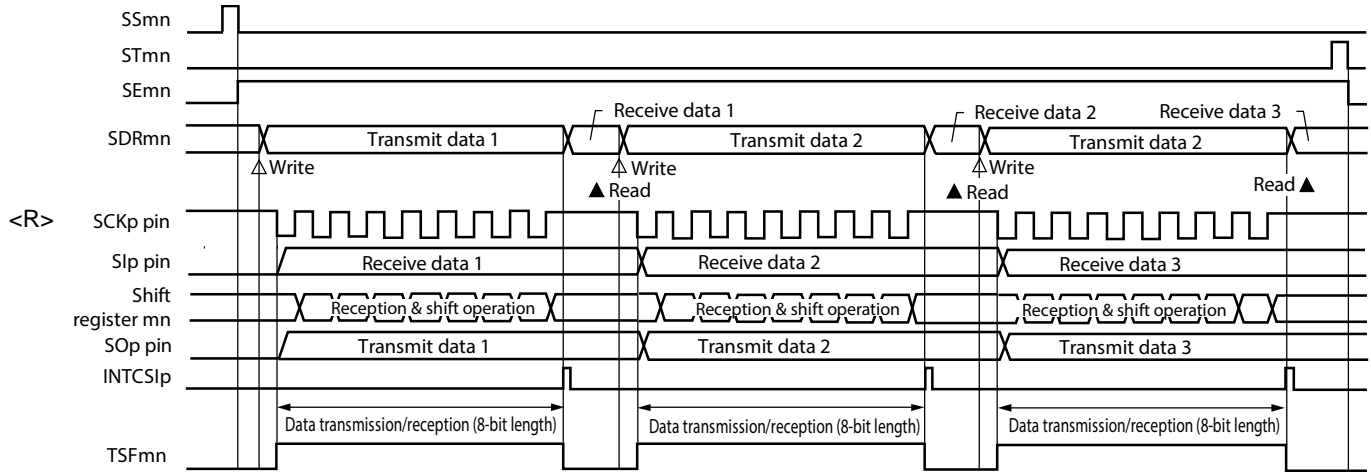 SSmn
STmn
SEmn
Receive data 1
Receive data 2
Receive data 3
SDRmn
Transmit data 1
Transmit data 2
Transmit data 2
Write
Write
Write
Read
Read
Read
<R>
SCKp pin
SIp pin
Receive data 1
Receive data 2
Receive data 3
Shift
register mn
Reception & shift operation
Reception & shift operation
Reception & shift operation
SOp pin
Transmit data 1
Transmit data 2
Transmit data 3
INTCSIp
Data transmission/reception (8-bit length)
Data transmission/reception (8-bit length)
Data transmission/reception (8-bit length)
TSFmn